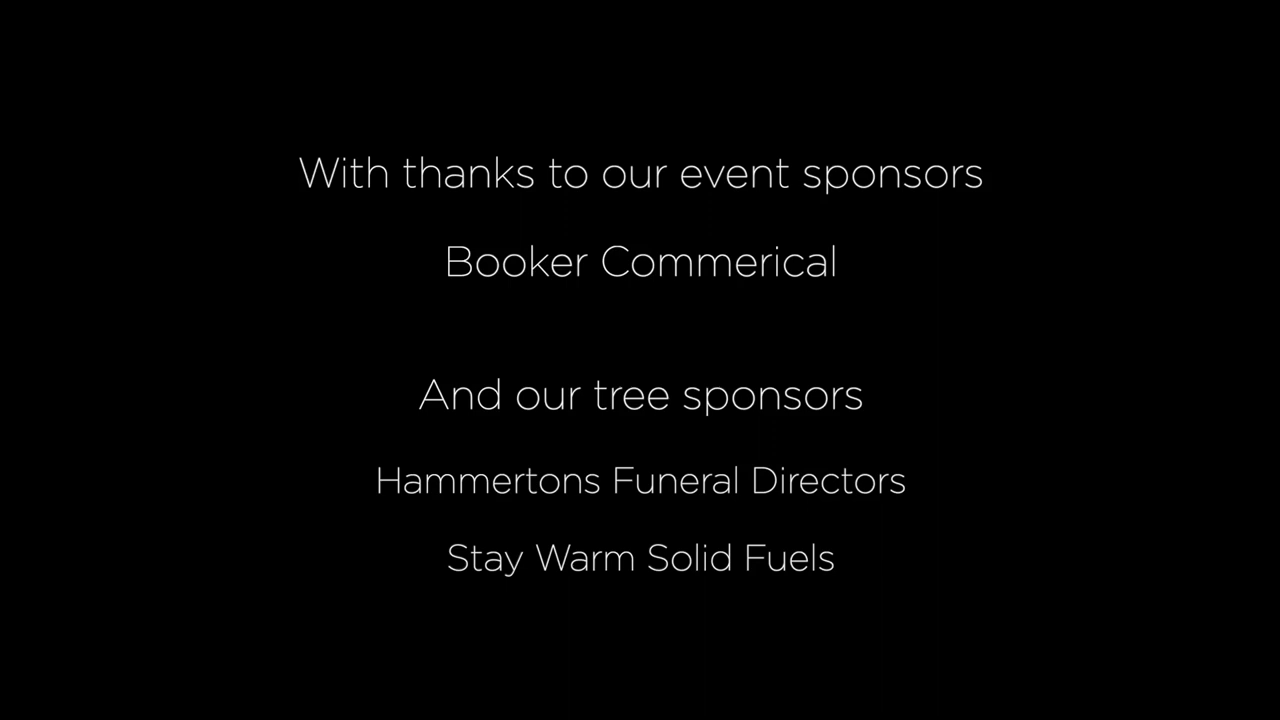 With thanks to our event sponsors
Booker Commerical
And our tree sponsors
Hammertons Funeral Directors
Stay Warm Solid Fuels